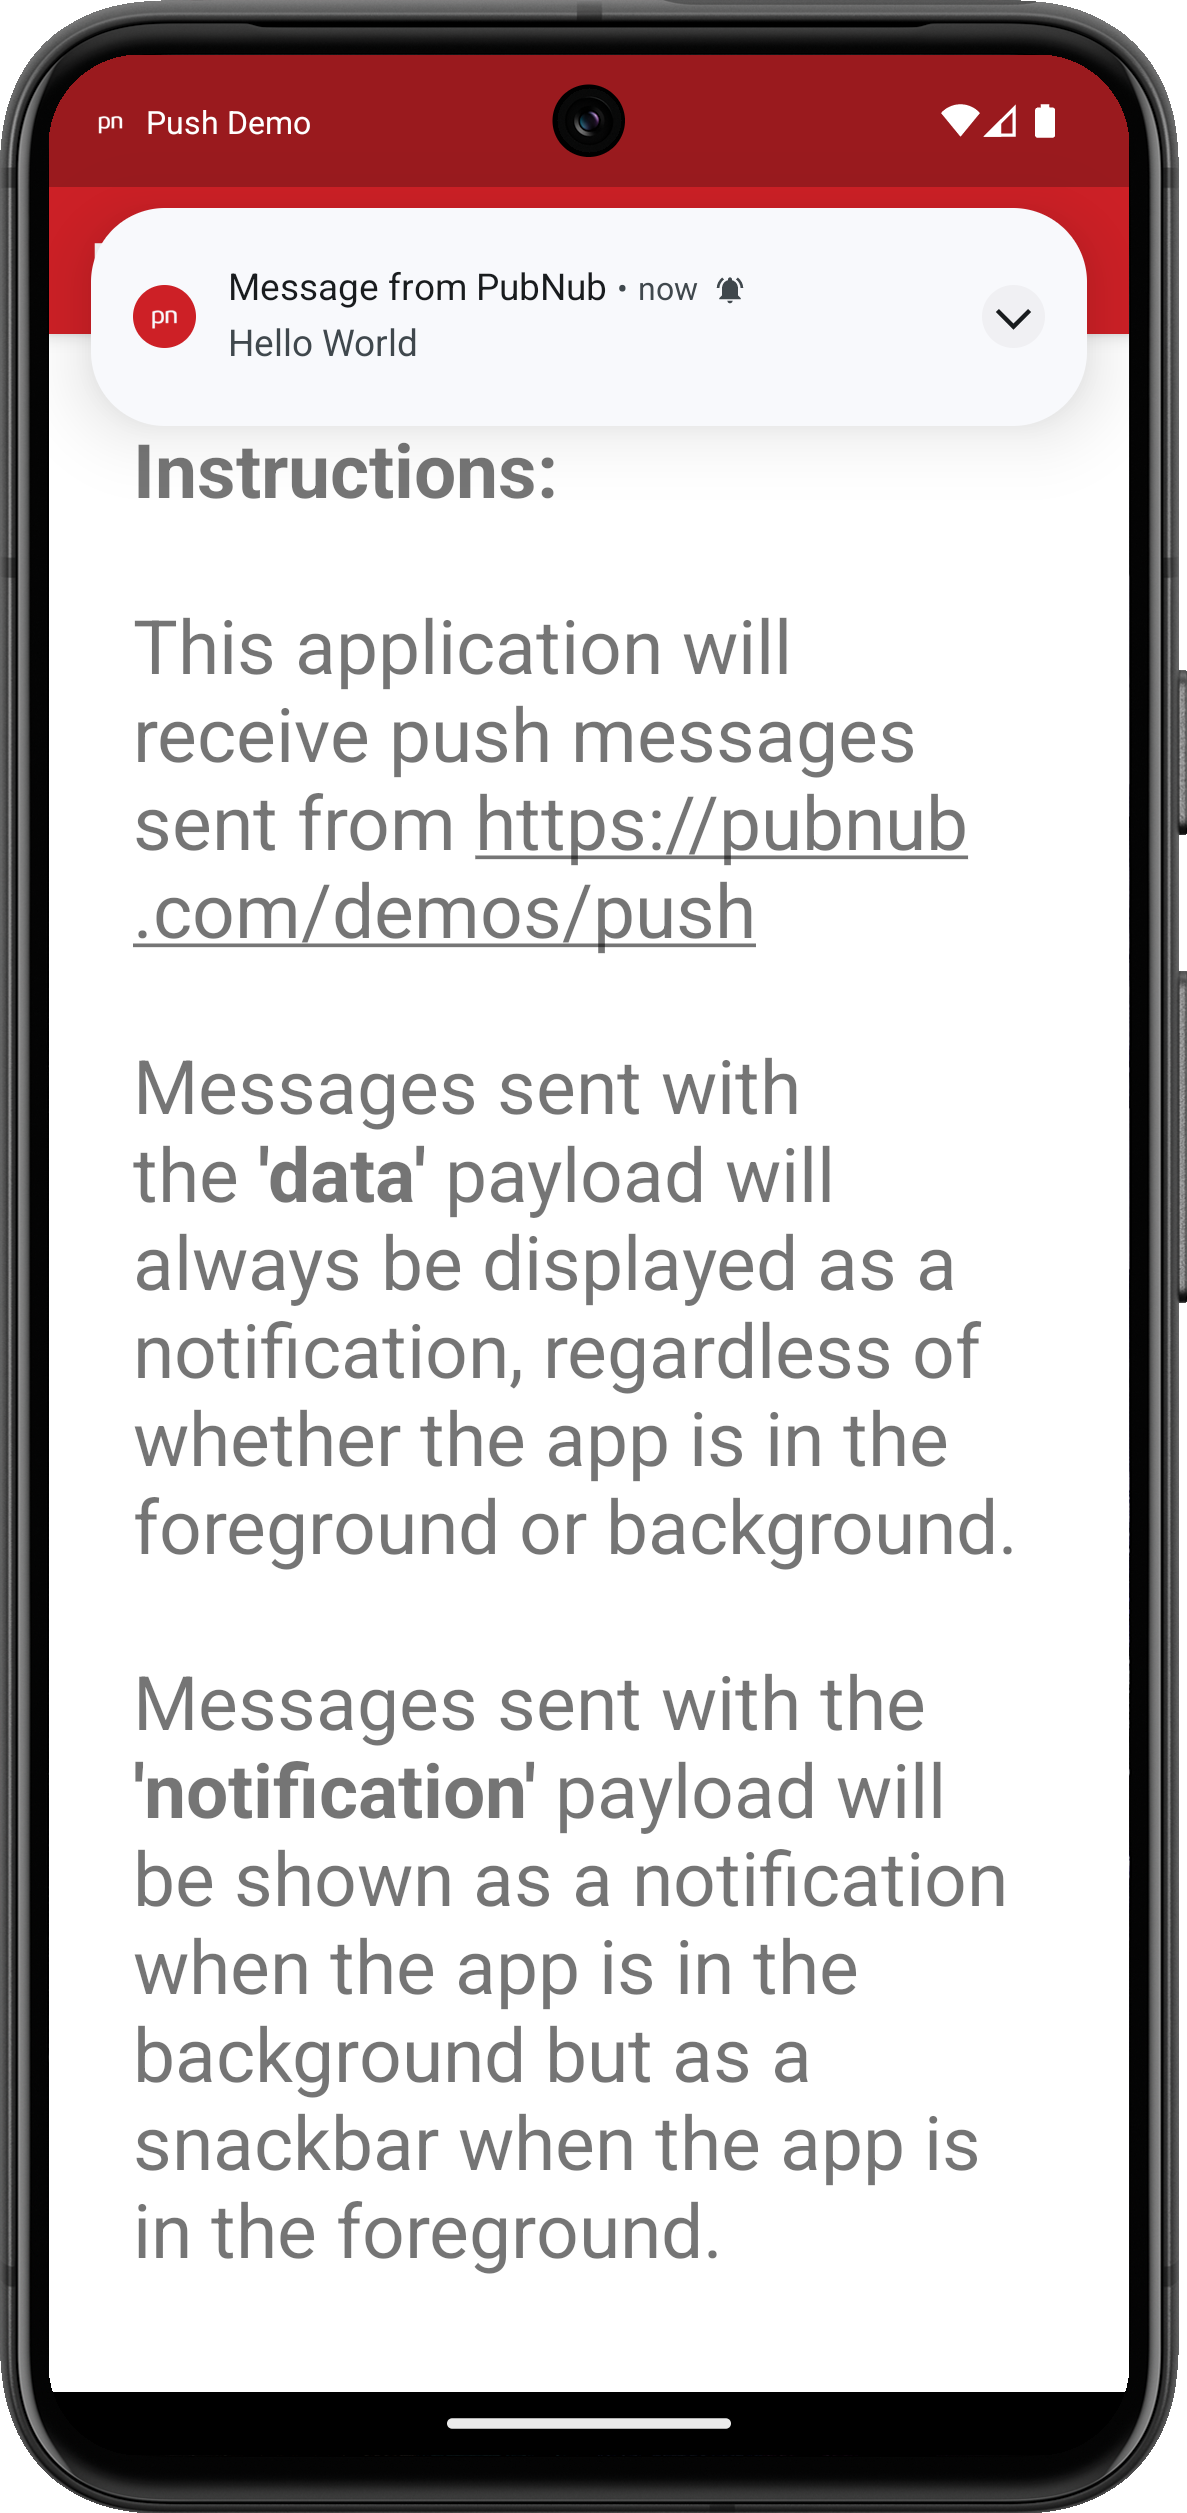 pn Push Demo
Message from PubNub • now
pn
Hello World
Instructions:
This application will
receive push messages
sent from https://pubnub
.com/demos/push
Messages sent with
the 'data' payload will
always be displayed as a
notification, regardless of
whether the app is in the
foreground or background.
Messages sent with the
'notification' payload will
be shown as a notification
when the app is in the
background but as a
snackbar when the app is
in the foreground.